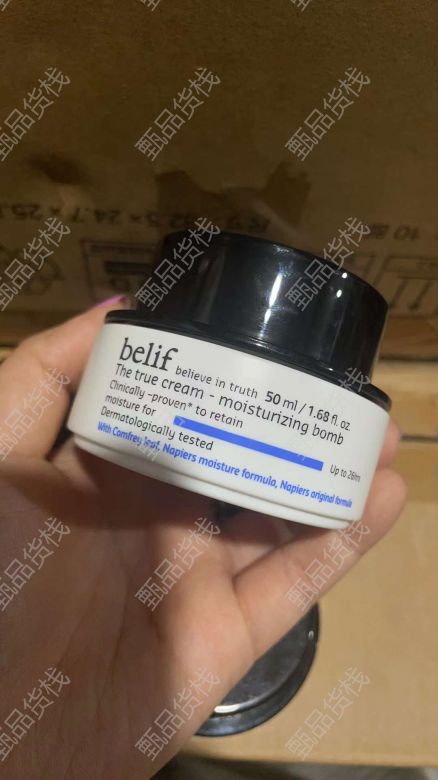 belif believe in truth 50 ml / 1.68 fl. oz
The true cream - moisturizing bomb
Clinically -proven* to retain
moisture for
Up to 26hrs
Dermatologically tested
With Comfrey leaf, Napiers moisture formula, Napiers original formula
甄品货栈